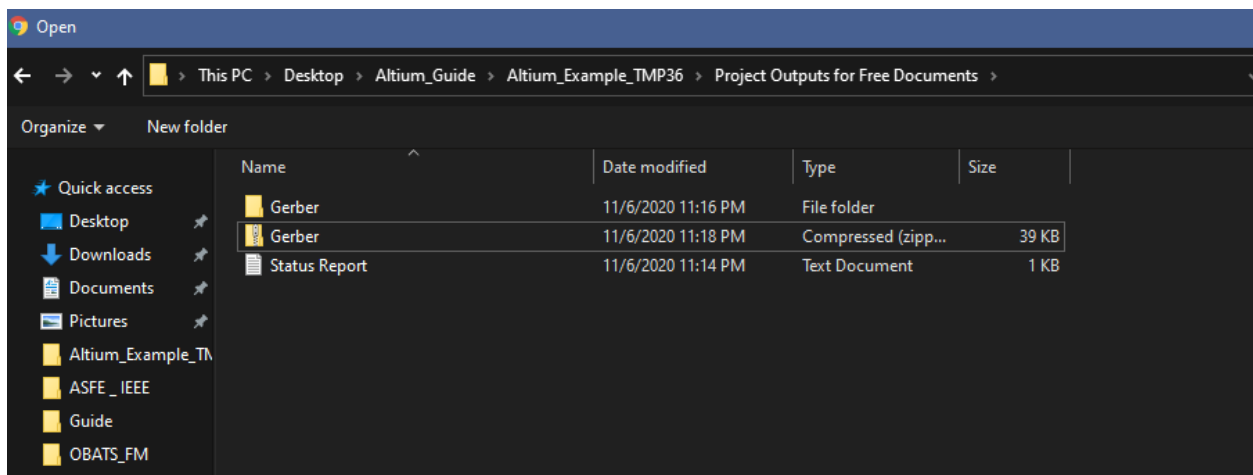 Open
This PC > Desktop > Altium_Guide > Altium_Example_TMP36 > Project Outputs for Free Documents >
Organize New folder
Name Date modified Type Size
Quick access
Desktop
Downloads
Documents
Pictures
Altium_Example_TM
ASFE _ IEEE
Guide
OBATS_FM
Gerber 11/6/2020 11:16 PM File folder
Gerber 11/6/2020 11:18 PM Compressed (zipp... 39 KB
Status Report 11/6/2020 11:14 PM Text Document 1 KB